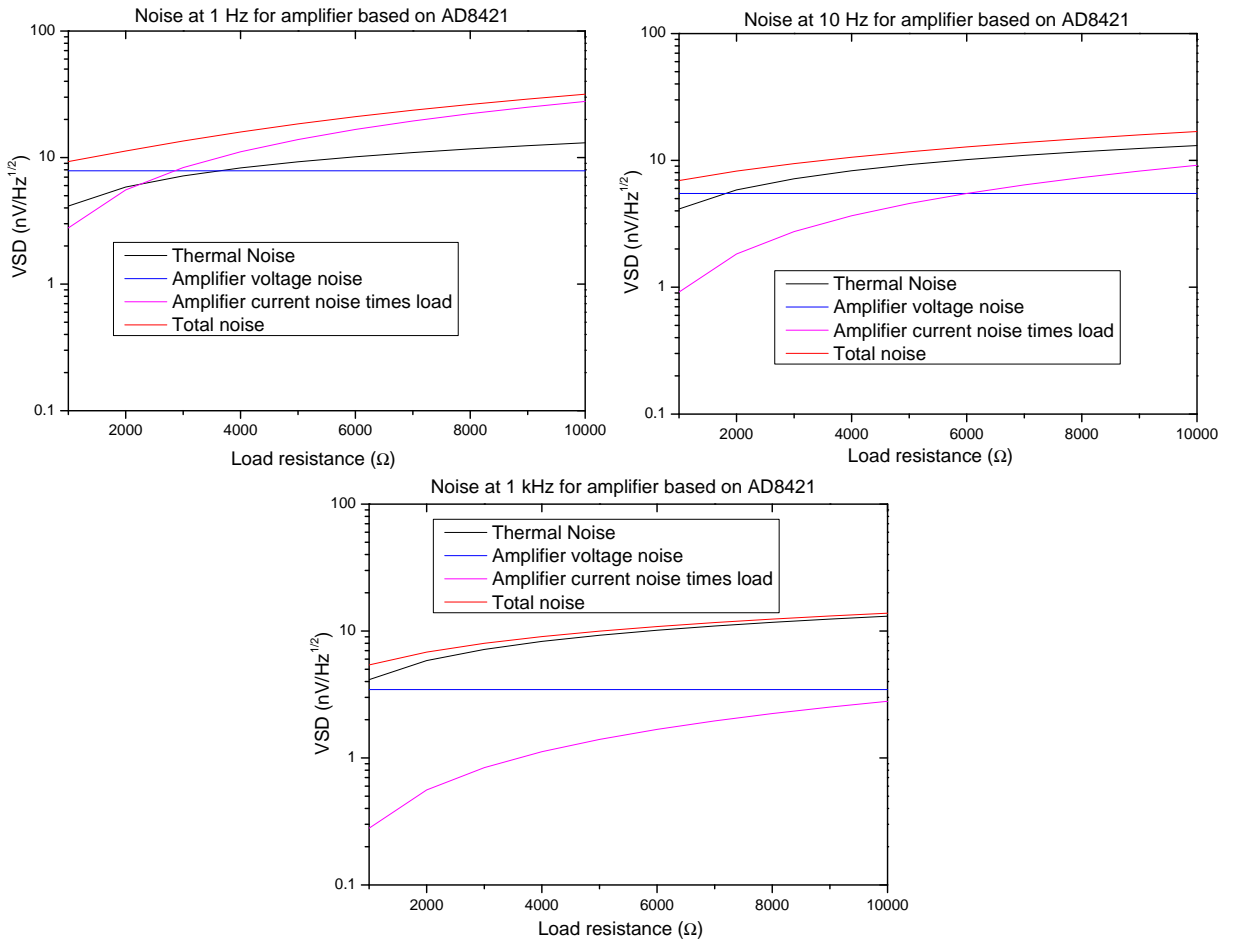 Noise at 1 Hz for amplifier based on AD8421
100
10
1
0.1
VSD (nV/Hz1/2)
Thermal Noise
Amplifier voltage noise
Amplifier current noise times load
Total noise
2000 4000 6000 8000 10000
Load resistance (Ω)
Noise at 10 Hz for amplifier based on AD8421
100
10
1
0.1
VSD (nV/Hz1/2)
Thermal Noise
Amplifier voltage noise
Amplifier current noise times load
Total noise
2000 4000 6000 8000 10000
Load resistance (Ω)
Noise at 1 kHz for amplifier based on AD8421
100
10
1
0.1
VSD (nV/Hz1/2)
Thermal Noise
Amplifier voltage noise
Amplifier current noise times load
Total noise
2000 4000 6000 8000 10000
Load resistance (Ω)